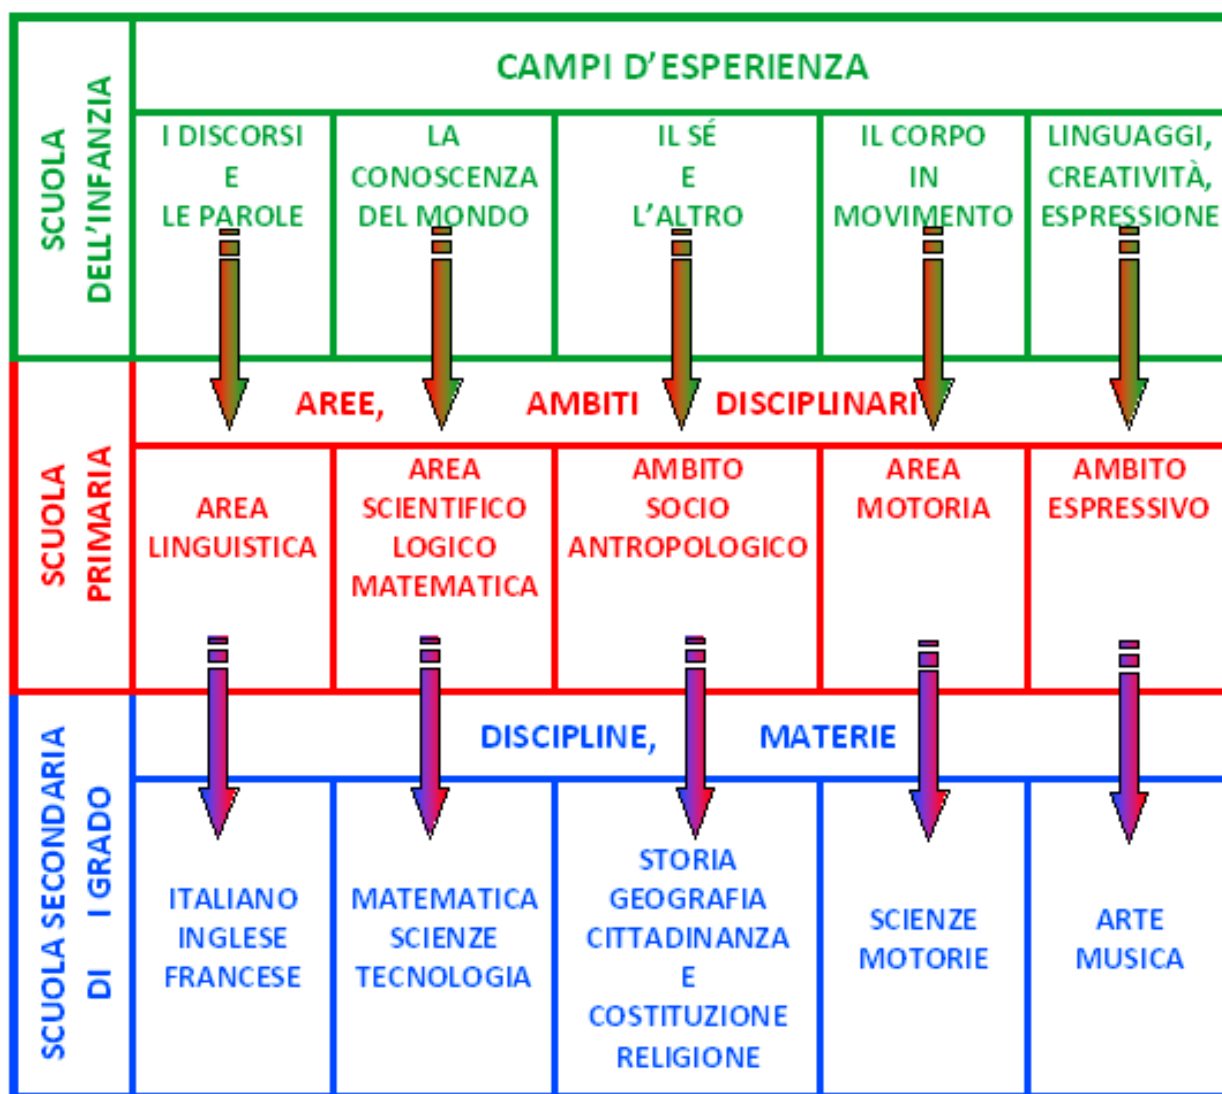 SCUOLA
DELL'INFANZIA
CAMPI D'ESPERIENZA
I DISCORSI
E
LE PAROLE
LA
CONOSCENZA
DEL MONDO
IL SÉ
E
L'ALTRO
IL CORPO
IN
MOVIMENTO
LINGUAGGI,
CREATIVITÀ,
ESPRESSIONE
SCUOLA
PRIMARIA
AREE, AMBITI DISCIPLINARI
AREA
LINGUISTICA
AREA
SCIENTIFICO
LOGICO
MATEMATICA
AMBITO
SOCIO
ANTROPOLOGICO
AREA
MOTORIA
AMBITO
ESPRESSIVO
SCUOLA SECONDARIA
DI I GRADO
DISCIPLINE, MATERIE
ITALIANO
INGLESE
FRANCESE
MATEMATICA
SCIENZE
TECNOLOGIA
STORIA
GEOGRAFIA
CITTADINANZA
E
COSTITUZIONE
RELIGIONE
SCIENZE
MOTORIE
ARTE
MUSICA